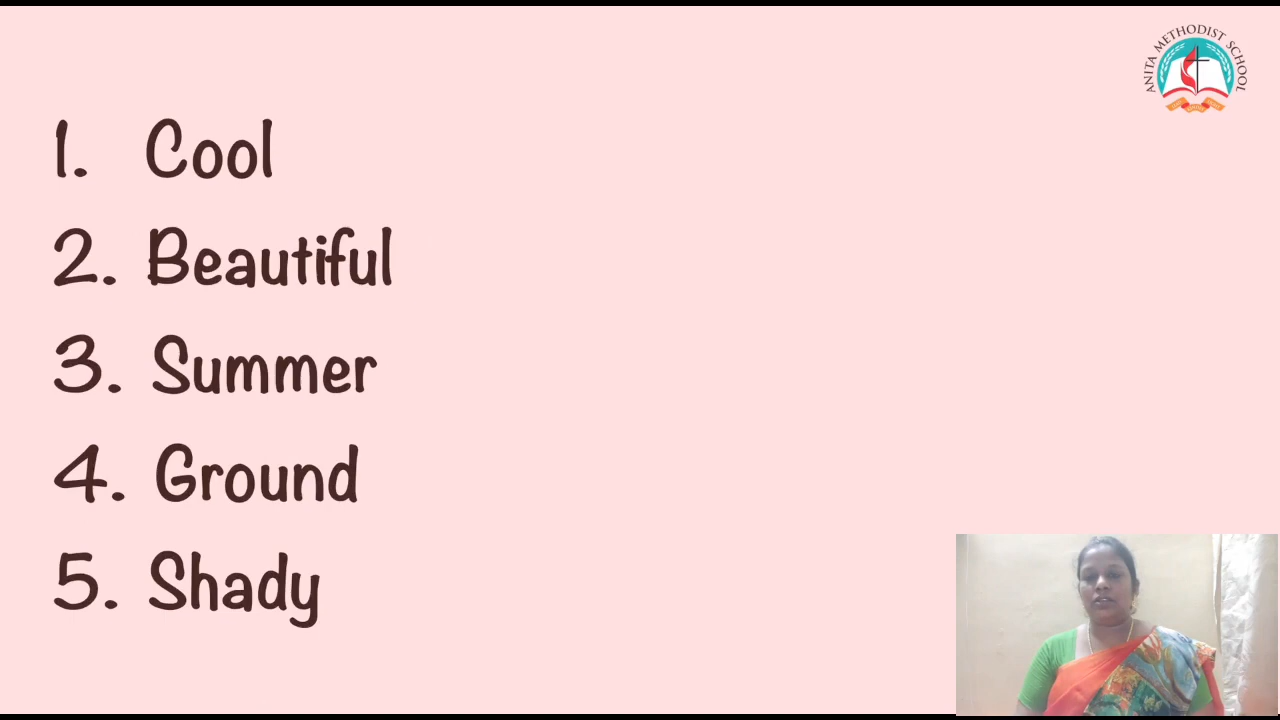 ANITA METHODIST SCHOOL
1. Cool
2. Beautiful
3. Summer
4. Ground
5. Shady